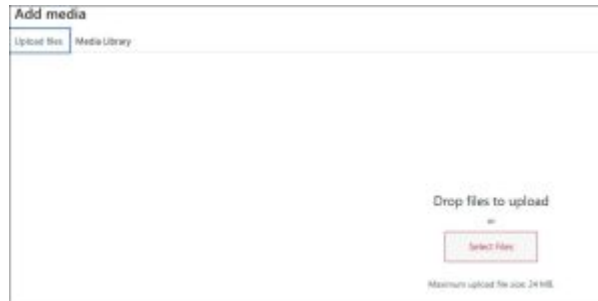 Add media
Upload files Media Library
Drop files to upload
or
Select Files
Maximum upload file size: 24 MB.